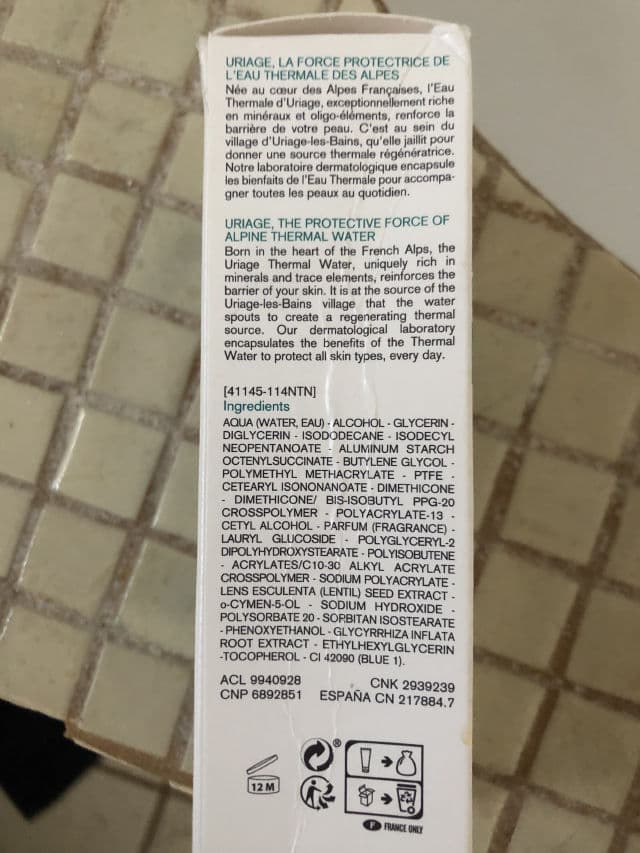 URIAGE, LA FORCE PROTECTRICE DE
L'EAU THERMALE DES ALPES
Née au cœur des Alpes Françaises, l'Eau
Thermale d'Uriage, exceptionnellement riche
en minéraux et oligo-éléments, renforce la
barrière de votre peau. C'est au sein du
village d'Uriage-les-Bains, qu'elle jaillit pour
donner une source thermale régénératrice.
Notre laboratoire dermatologique encapsule
les bienfaits de l'Eau Thermale pour accompa-
gner toutes les peaux au quotidien.
URIAGE, THE PROTECTIVE FORCE OF
ALPINE THERMAL WATER
Born in the heart of the French Alps, the
Uriage Thermal Water, uniquely rich in
minerals and trace elements, reinforces the
barrier of your skin. It is at the source of the
Uriage-les-Bains village that the water
spouts to create a regenerating thermal
source. Our dermatological laboratory
encapsulates the benefits of the Thermal
Water to protect all skin types, every day.
[41145-114NTN]
Ingredients
AQUA (WATER, EAU) - ALCOHOL - GLYCERIN -
DIGLYCERIN - ISODODECANE - ISODECYL
NEOPENTANOATE - ALUMINUM STARCH
OCTENYLSUCCINATE - BUTYLENE GLYCOL -
POLYMETHYL METHACRYLATE - PTFE -
CETEARYL ISONONANOATE - DIMETHICONE
- DIMETHICONE/ BIS-ISOBUTYL PPG-20
CROSSPOLYMER - POLYACRYLATE-13 -
CETYL ALCOHOL - PARFUM (FRAGRANCE) -
LAURYL GLUCOSIDE - POLYGLYCERYL-2
DIPOLYHYDROXYSTEARATE - POLYISOBUTENE
- ACRYLATES/C10-30 ALKYL ACRYLATE
CROSSPOLYMER - SODIUM POLYACRYLATE -
LENS ESCULENTA (LENTIL) SEED EXTRACT -
o-CYMEN-5-OL - SODIUM HYDROXIDE -
POLYSORBATE 20 - SORBITAN ISOSTEARATE
- PHENOXYETHANOL - GLYCYRRHIZA INFLATA
ROOT EXTRACT - ETHYLHEXYLGLYCERIN
-TOCOPHEROL - CI 42090 (BLUE 1).
ACL 9940928 CNK 2939239
CNP 6892851 ESPAÑA CN 217884.7
12 M
®
F FRANCE ONLY